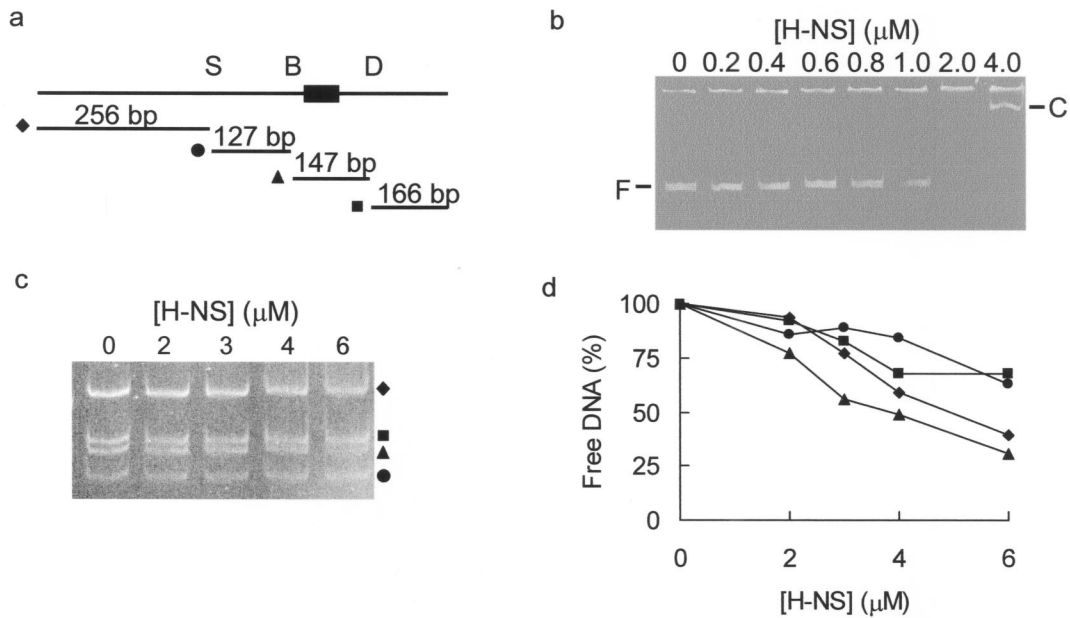 a
S B D
256 bp
127 bp
147 bp
166 bp
b
[H-NS] (μM)
0 0.2 0.4 0.6 0.8 1.0 2.0 4.0
C
F
c
[H-NS] (μM)
0 2 3 4 6
d
100
75
50
25
0
Free DNA (%)
0 2 4 6
[H-NS] (μM)